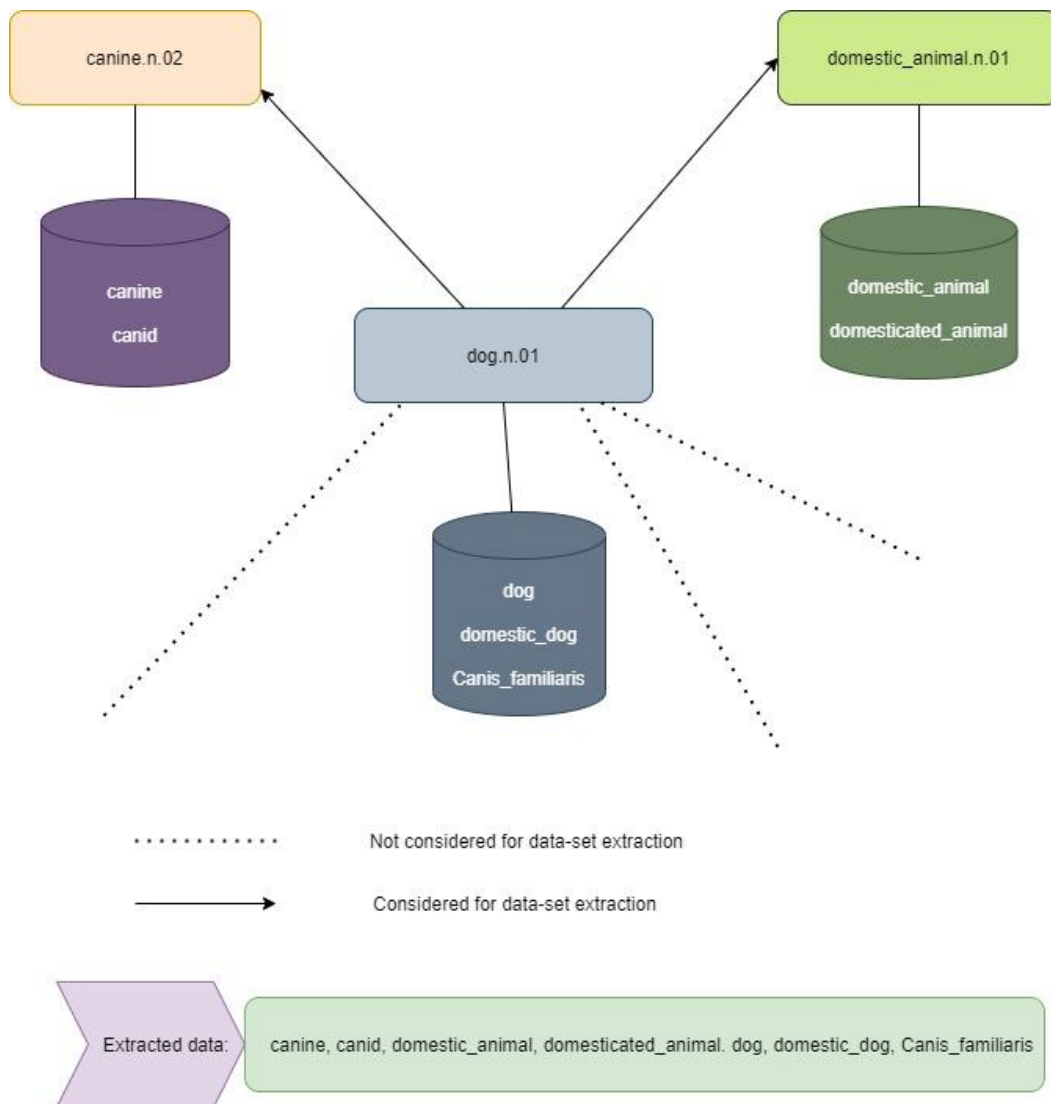 canine.n.02
domestic_animal.n.01
canine
canid
domestic_animal
domesticated_animal
dog.n.01
dog
domestic_dog
Canis_familiaris
Not considered for data-set extraction
Considered for data-set extraction
Extracted data:
canine, canid, domestic_animal, domesticated_animal. dog, domestic_dog, Canis_familiaris